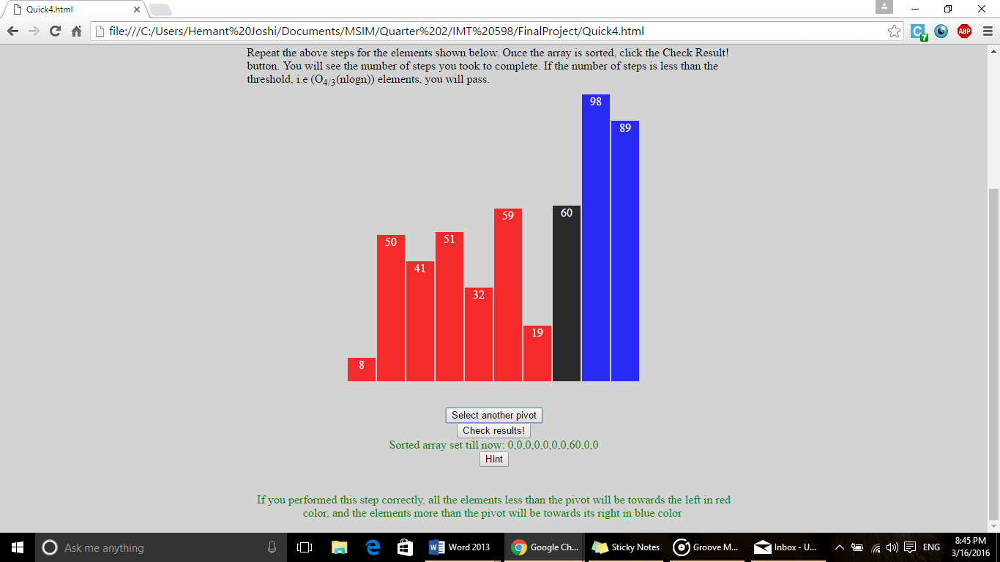 Quick4.html
file:///C:/Users/Hemant%20Joshi/Documents/MSIM/Quarter%202/IMT%20598/FinalProject/Quick4.html
C
7
ABP
Repeat the above steps for the elements shown below. Once the array is sorted, click the Check Result!
button. You will see the number of steps you took to complete. If the number of steps is less than the
threshold, i.e (O4/3(nlogn)) elements, you will pass.
98
89
60
59
51
50
41
32
19
8
Select another pivot
Check results!
Sorted array set till now: 0,0,0,0,0,0,0,60,0,0
Hint
If you performed this step correctly, all the elements less than the pivot will be towards the left in red
color, and the elements more than the pivot will be towards its right in blue color
Ask me anything
Word 2013
Google Ch...
Sticky Notes
Groove M...
Inbox - U...
ENG
8:45 PM
3/16/2016